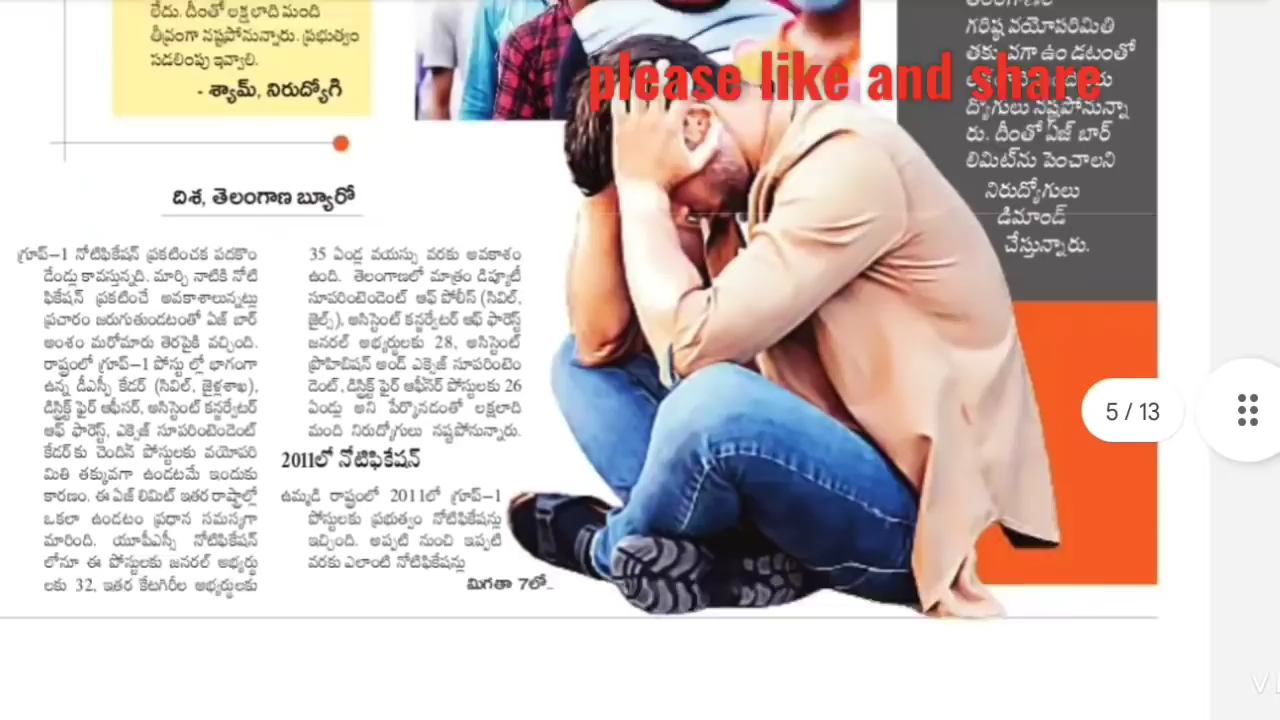 లేదు. దీంతో లక్షలాది మంది
తీవ్రంగా నష్టపోనున్నారు. ప్రభుత్వం
సడలింపు ఇవ్వాలి.
- శ్యామ్, నిరుద్యోగి
దిశ, తెలంగాణ బ్యూరో
గ్రూప్-1 నోటిఫికేషన్ ప్రకటించక పదకొం
డేండ్లు కావస్తున్నది. మార్చి నాటికి నోటి
ఫికేషన్ ప్రకటించే అవకాశాలున్నట్లు
ప్రచారం జరుగుతుండటంతో ఏజ్ బార్
అంశం మరోమారు తెరపైకి వచ్చింది.
రాష్ట్రంలో గ్రూప్-1 పోస్టు ల్లో భాగంగా
ఉన్న డీఎస్పీ కేడర్ (సివిల్, జైళ్లశాఖ),
డిస్ట్రిక్ట్ ఫైర్ ఆఫీసర్, అసిస్టెంట్ కన్జర్వేటర్
ఆఫ్ ఫారెస్ట్, ఎక్సైజ్ సూపరింటెండెంట్
కేడర్ కు చెందిన పోస్టులకు వయోపరి
మితి తక్కువగా ఉండటమే ఇందుకు
కారణం. ఈ ఏజ్ లిమిట్ ఇతర రాష్ట్రాల్లో
ఒకలా ఉండటం ప్రధాన సమస్యగా
మారింది. యూపీఎస్సీ నోటిఫికేషన్
లోనూ ఈ పోస్టులకు జనరల్ అభ్యర్థు
లకు 32, ఇతర కేటగిరీల అభ్యర్థులకు
35 ఏండ్ల వయస్సు వరకు అవకాశం
ఉంది. తెలంగాణలో మాత్రం డిప్యూటీ
సూపరింటెండెంట్ ఆఫ్ పోలీస్ (సివిల్,
జైల్స్), అసిస్టెంట్ కన్జర్వేటర్ ఆఫ్ ఫారెస్ట్
జనరల్ అభ్యర్థులకు 28, అసిస్టెంట్
ప్రొహిబిషన్ అండ్ ఎక్సైజ్ సూపరింటెం
డెంట్, డిస్ట్రిక్ట్ ఫైర్ ఆఫీసర్ పోస్టులకు 26
ఏండ్లు అని పేర్కొనడంతో లక్షలాది
మంది నిరుద్యోగులు నష్టపోనున్నారు.
2011లో నోటిఫికేషన్
ఉమ్మడి రాష్ట్రంలో 2011లో గ్రూప్-1
పోస్టులకు ప్రభుత్వం నోటిఫికేషన్లు
ఇచ్చింది. అప్పటి నుంచి ఇప్పటి
వరకు ఎలాంటి నోటిఫికేషన్లు
మిగతా 7లో..
గరిష్ఠ వయోపరిమితి
తక్కువగా ఉం డటంతో
ద్యోగులు నష్టపోనున్నా
రు. దీంతో ఏజ్ బార్
లిమిట్‌ను పెంచాలని
నిరుద్యోగులు
డిమాండ్
చేస్తున్నారు.
please like and share
5 / 13